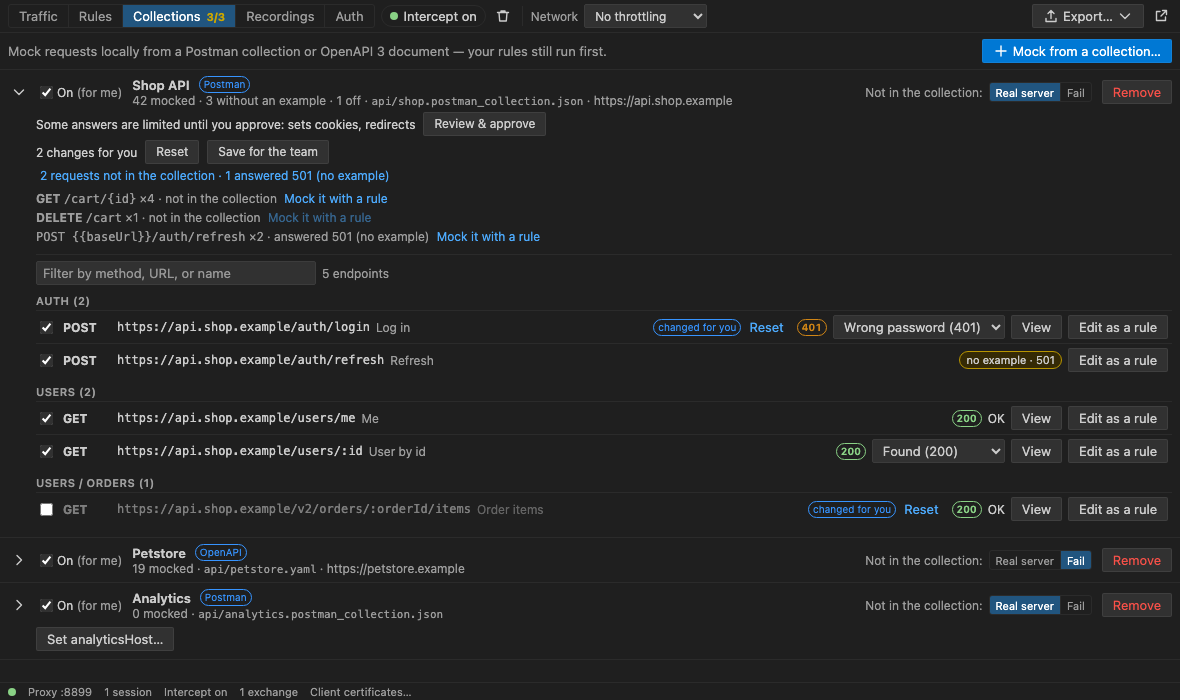 Traffic Rules Collections 3/3 Recordings Auth Intercept on Network No throttling Export...
Mock requests locally from a Postman collection or OpenAPI 3 document — your rules still run first. + Mock from a collection...
On (for me) Shop API Postman Not in the collection: Real server Fail Remove
42 mocked · 3 without an example · 1 off · api/shop.postman_collection.json · https://api.shop.example
Some answers are limited until you approve: sets cookies, redirects Review & approve
2 changes for you Reset Save for the team
2 requests not in the collection · 1 answered 501 (no example)
GET /cart/{id} ×4 · not in the collection Mock it with a rule
DELETE /cart ×1 · not in the collection Mock it with a rule
POST {{baseUrl}}/auth/refresh ×2 · answered 501 (no example) Mock it with a rule
Filter by method, URL, or name 5 endpoints
AUTH (2)
POST https://api.shop.example/auth/login Log in changed for you Reset 401 Wrong password (401) View Edit as a rule
POST https://api.shop.example/auth/refresh Refresh no example · 501 Edit as a rule
USERS (2)
GET https://api.shop.example/users/me Me 200 OK View Edit as a rule
GET https://api.shop.example/users/:id User by id 200 Found (200) View Edit as a rule
USERS / ORDERS (1)
GET https://api.shop.example/v2/orders/:orderId/items Order items changed for you Reset 200 OK View Edit as a rule
On (for me) Petstore OpenAPI Not in the collection: Real server Fail Remove
19 mocked · api/petstore.yaml · https://petstore.example
On (for me) Analytics Postman Not in the collection: Real server Fail Remove
0 mocked · api/analytics.postman_collection.json
Set analyticsHost...
Proxy :8899 1 session Intercept on 1 exchange Client certificates...